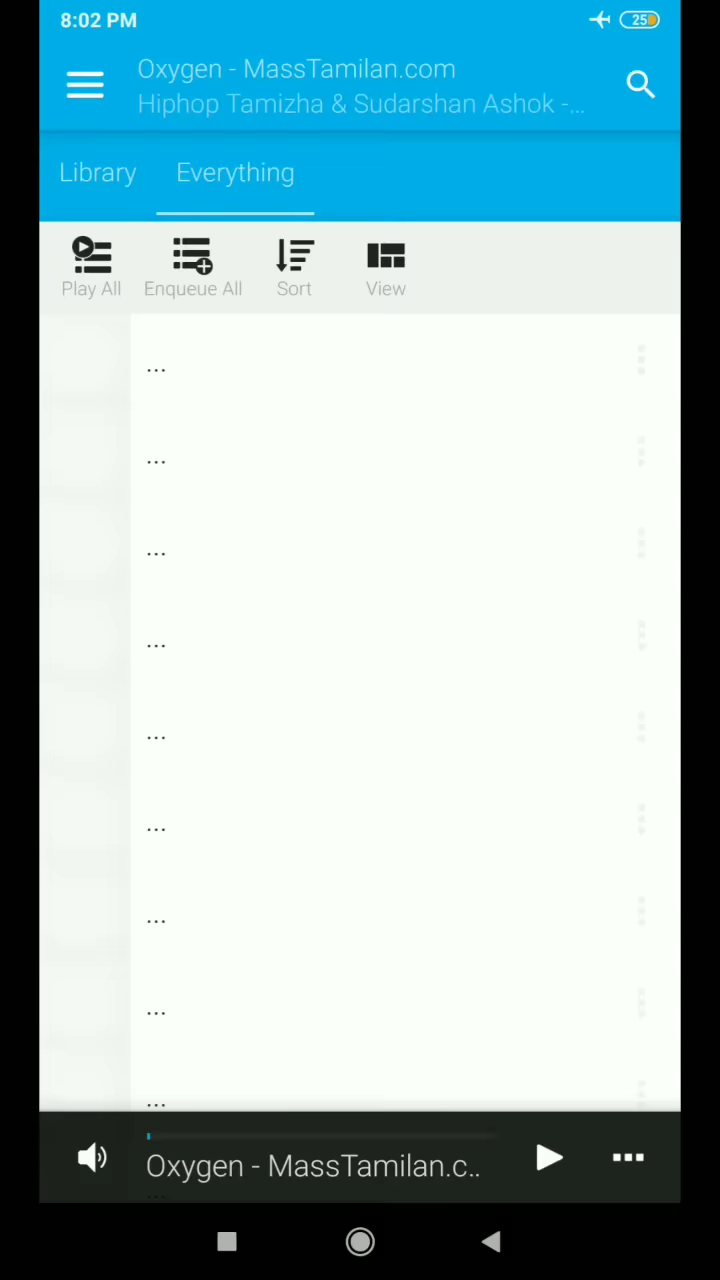 8:02 PM
25
Oxygen - MassTamilan.com
Hiphop Tamizha & Sudarshan Ashok -...
Library
Everything
Play All
Enqueue All
Sort
View
...
...
...
...
...
...
...
...
...
Oxygen - MassTamilan.c..